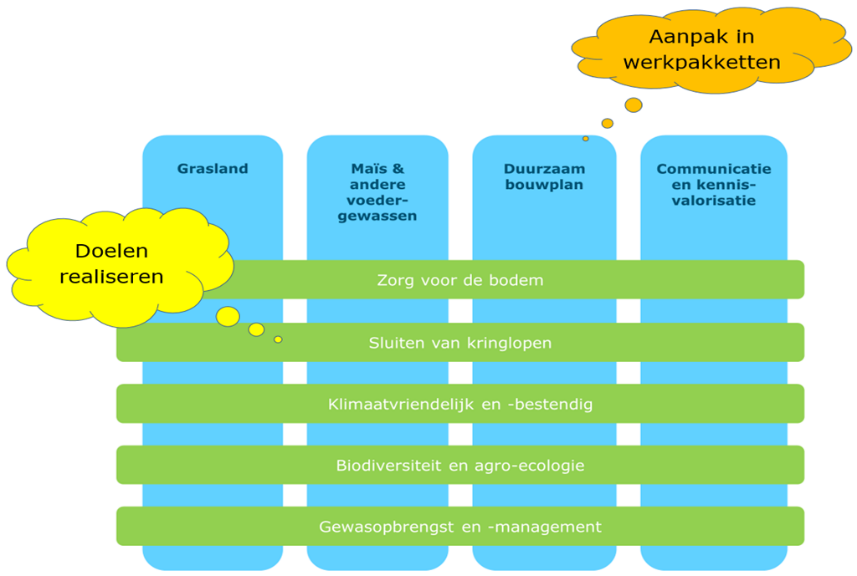 Aanpak in
werkpakketten
Grasland
Maïs &
andere
voeder-
gewassen
Duurzaam
bouwplan
Communicatie
en kennis-
valorisatie
Doelen
realiseren
Zorg voor de bodem
Sluiten van kringlopen
Klimaatvriendelijk en -bestendig
Biodiversiteit en agro-ecologie
Gewasopbrengst en -management